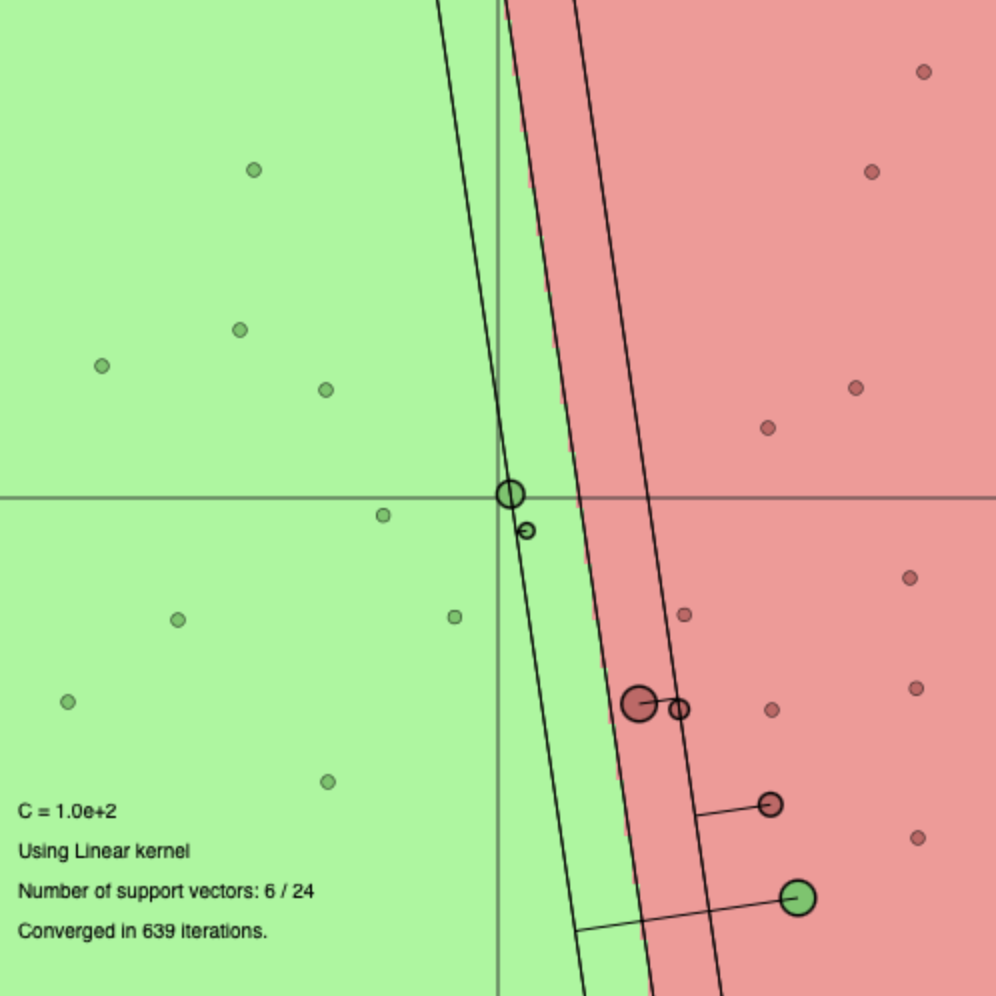 C = 1.0e+2
Using Linear kernel
Number of support vectors: 6 / 24
Converged in 639 iterations.